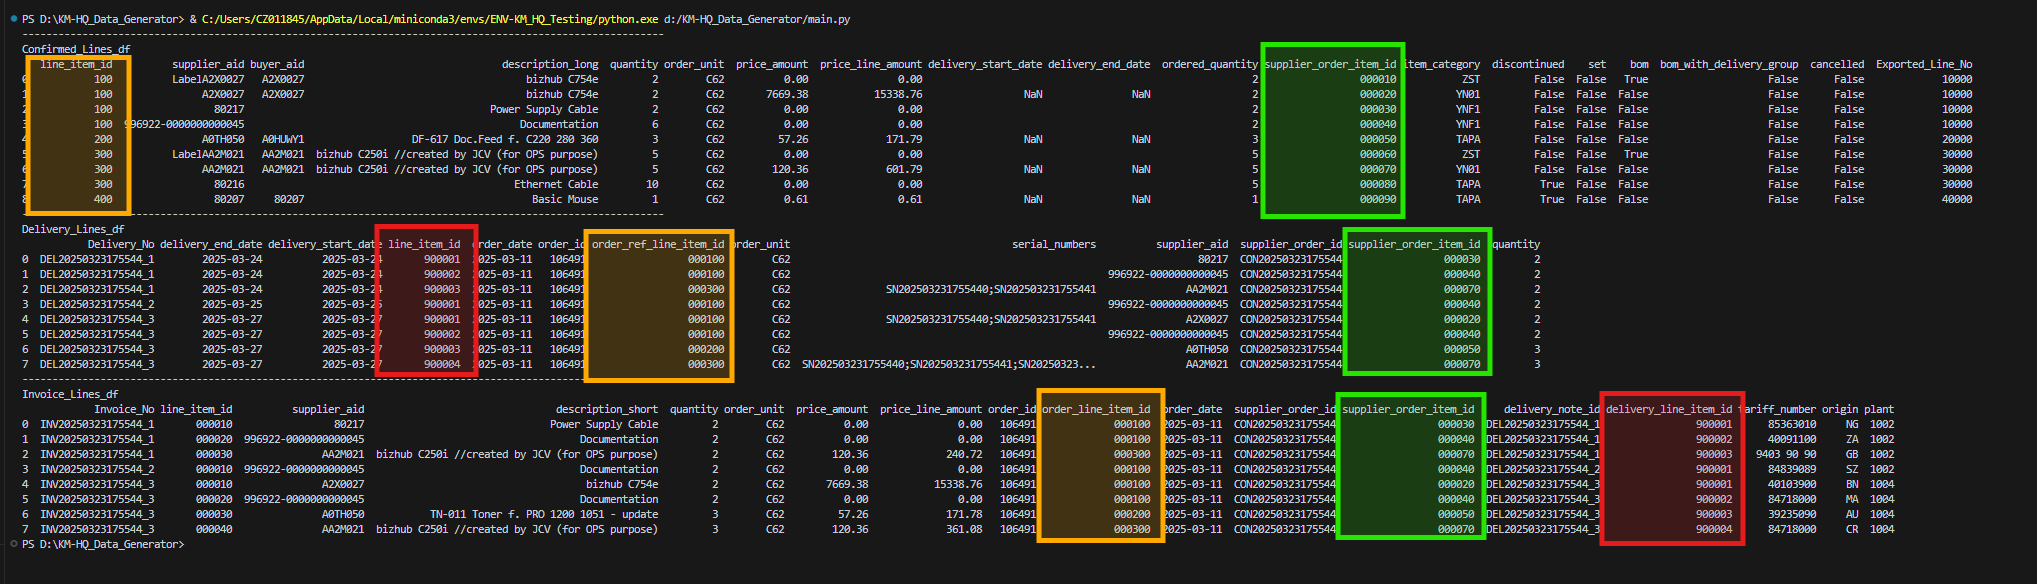 PS D:\KM-HQ_Data_Generator> & C:/Users/CZ011845/AppData/Local/miniconda3/envs/ENV-KM_HQ_Testing/python.exe d:/KM-HQ_Data_Generator/main.py
Confirmed_Lines_df
line_item_id supplier_aid buyer_aid description_long quantity order_unit price_amount price_line_amount delivery_start_date delivery_end_date ordered_quantity supplier_order_item_id item_category discontinued set bom bom_with_delivery_group cancelled Exported_Line_No
0 100 LabelA2X0027 A2X0027 bizhub C754e 2 C62 0.00 0.00 2 000010 ZST False False True False False 10000
1 100 A2X0027 A2X0027 bizhub C754e 2 C62 7669.38 15338.76 NaN NaN 2 000020 YN01 False False False False False 10000
2 100 80217 Power Supply Cable 2 C62 0.00 0.00 2 000030 YNF1 False False False False False 10000
3 100 996922-0000000000045 Documentation 6 C62 0.00 0.00 2 000040 YNF1 False False False False False 10000
4 200 A0TH050 A0HUWY1 DF-617 Doc.Feed f. C220 280 360 3 C62 57.26 171.79 NaN NaN 3 000050 TAPA False False False False False 20000
5 300 LabelAA2M021 AA2M021 bizhub C250i //created by JCV (for OPS purpose) 5 C62 0.00 0.00 5 000060 ZST False False True False False 30000
6 300 AA2M021 AA2M021 bizhub C250i //created by JCV (for OPS purpose) 5 C62 120.36 601.79 NaN NaN 5 000070 YN01 False False False False False 30000
7 300 80216 Ethernet Cable 10 C62 0.00 0.00 5 000080 TAPA True False False False False 30000
8 400 80207 80207 Basic Mouse 1 C62 0.61 0.61 NaN NaN 1 000090 TAPA True False False False False 40000
Delivery_Lines_df
Delivery_No delivery_end_date delivery_start_date line_item_id order_date order_id order_ref_line_item_id order_unit serial_numbers supplier_aid supplier_order_id supplier_order_item_id quantity
0 DEL20250323175544_1 2025-03-24 2025-03-24 900001 2025-03-11 106491 000100 C62 80217 CON20250323175544 000030 2
1 DEL20250323175544_1 2025-03-24 2025-03-24 900002 2025-03-11 106491 000100 C62 996922-0000000000045 CON20250323175544 000040 2
2 DEL20250323175544_1 2025-03-24 2025-03-24 900003 2025-03-11 106491 000300 C62 SN202503231755440;SN202503231755441 AA2M021 CON20250323175544 000070 2
3 DEL20250323175544_2 2025-03-25 2025-03-25 900001 2025-03-11 106491 000100 C62 996922-0000000000045 CON20250323175544 000040 2
4 DEL20250323175544_3 2025-03-27 2025-03-27 900001 2025-03-11 106491 000100 C62 SN202503231755440;SN202503231755441 A2X0027 CON20250323175544 000020 2
5 DEL20250323175544_3 2025-03-27 2025-03-27 900002 2025-03-11 106491 000100 C62 996922-0000000000045 CON20250323175544 000040 2
6 DEL20250323175544_3 2025-03-27 2025-03-27 900003 2025-03-11 106491 000200 C62 A0TH050 CON20250323175544 000050 3
7 DEL20250323175544_3 2025-03-27 2025-03-27 900004 2025-03-11 106491 000300 C62 SN202503231755440;SN202503231755441;SN20250323... AA2M021 CON20250323175544 000070 3
Invoice_Lines_df
Invoice_No line_item_id supplier_aid description_short quantity order_unit price_amount price_line_amount order_id order_line_item_id order_date supplier_order_id supplier_order_item_id delivery_note_id delivery_line_item_id tariff_number origin plant
0 INV20250323175544_1 000010 80217 Power Supply Cable 2 C62 0.00 0.00 106491 000100 2025-03-11 CON20250323175544 000030 DEL20250323175544_1 900001 85363010 NG 1002
1 INV20250323175544_1 000020 996922-0000000000045 Documentation 2 C62 0.00 0.00 106491 000100 2025-03-11 CON20250323175544 000040 DEL20250323175544_1 900002 40091100 ZA 1002
2 INV20250323175544_1 000030 AA2M021 bizhub C250i //created by JCV (for OPS purpose) 2 C62 120.36 240.72 106491 000300 2025-03-11 CON20250323175544 000070 DEL20250323175544_1 900003 9403 90 90 GB 1002
3 INV20250323175544_2 000010 996922-0000000000045 Documentation 2 C62 0.00 0.00 106491 000100 2025-03-11 CON20250323175544 000040 DEL20250323175544_2 900001 84839089 SZ 1002
4 INV20250323175544_3 000010 A2X0027 bizhub C754e 2 C62 7669.38 15338.76 106491 000100 2025-03-11 CON20250323175544 000020 DEL20250323175544_3 900001 40103900 BN 1004
5 INV20250323175544_3 000020 996922-0000000000045 Documentation 2 C62 0.00 0.00 106491 000100 2025-03-11 CON20250323175544 000040 DEL20250323175544_3 900002 84718000 MA 1004
6 INV20250323175544_3 000030 A0TH050 TN-011 Toner f. PRO 1200 1051 - update 3 C62 57.26 171.78 106491 000200 2025-03-11 CON20250323175544 000050 DEL20250323175544_3 900003 39235090 AU 1004
7 INV20250323175544_3 000040 AA2M021 bizhub C250i //created by JCV (for OPS purpose) 3 C62 120.36 361.08 106491 000300 2025-03-11 CON20250323175544 000070 DEL20250323175544_3 900004 84718000 CR 1004
PS D:\KM-HQ_Data_Generator>